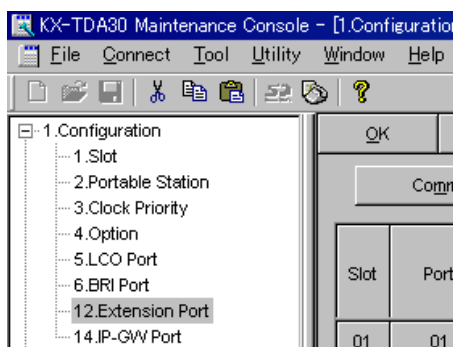 KX-TDA30 Maintenance Console - [1.Configuration
File Connect Tool Utility Window Help
1.Configuration
1.Slot
2.Portable Station
3.Clock Priority
4.Option
5.LCO Port
6.BRI Port
12.Extension Port
14.IP-GW Port
OK
Slot
Port
01
01